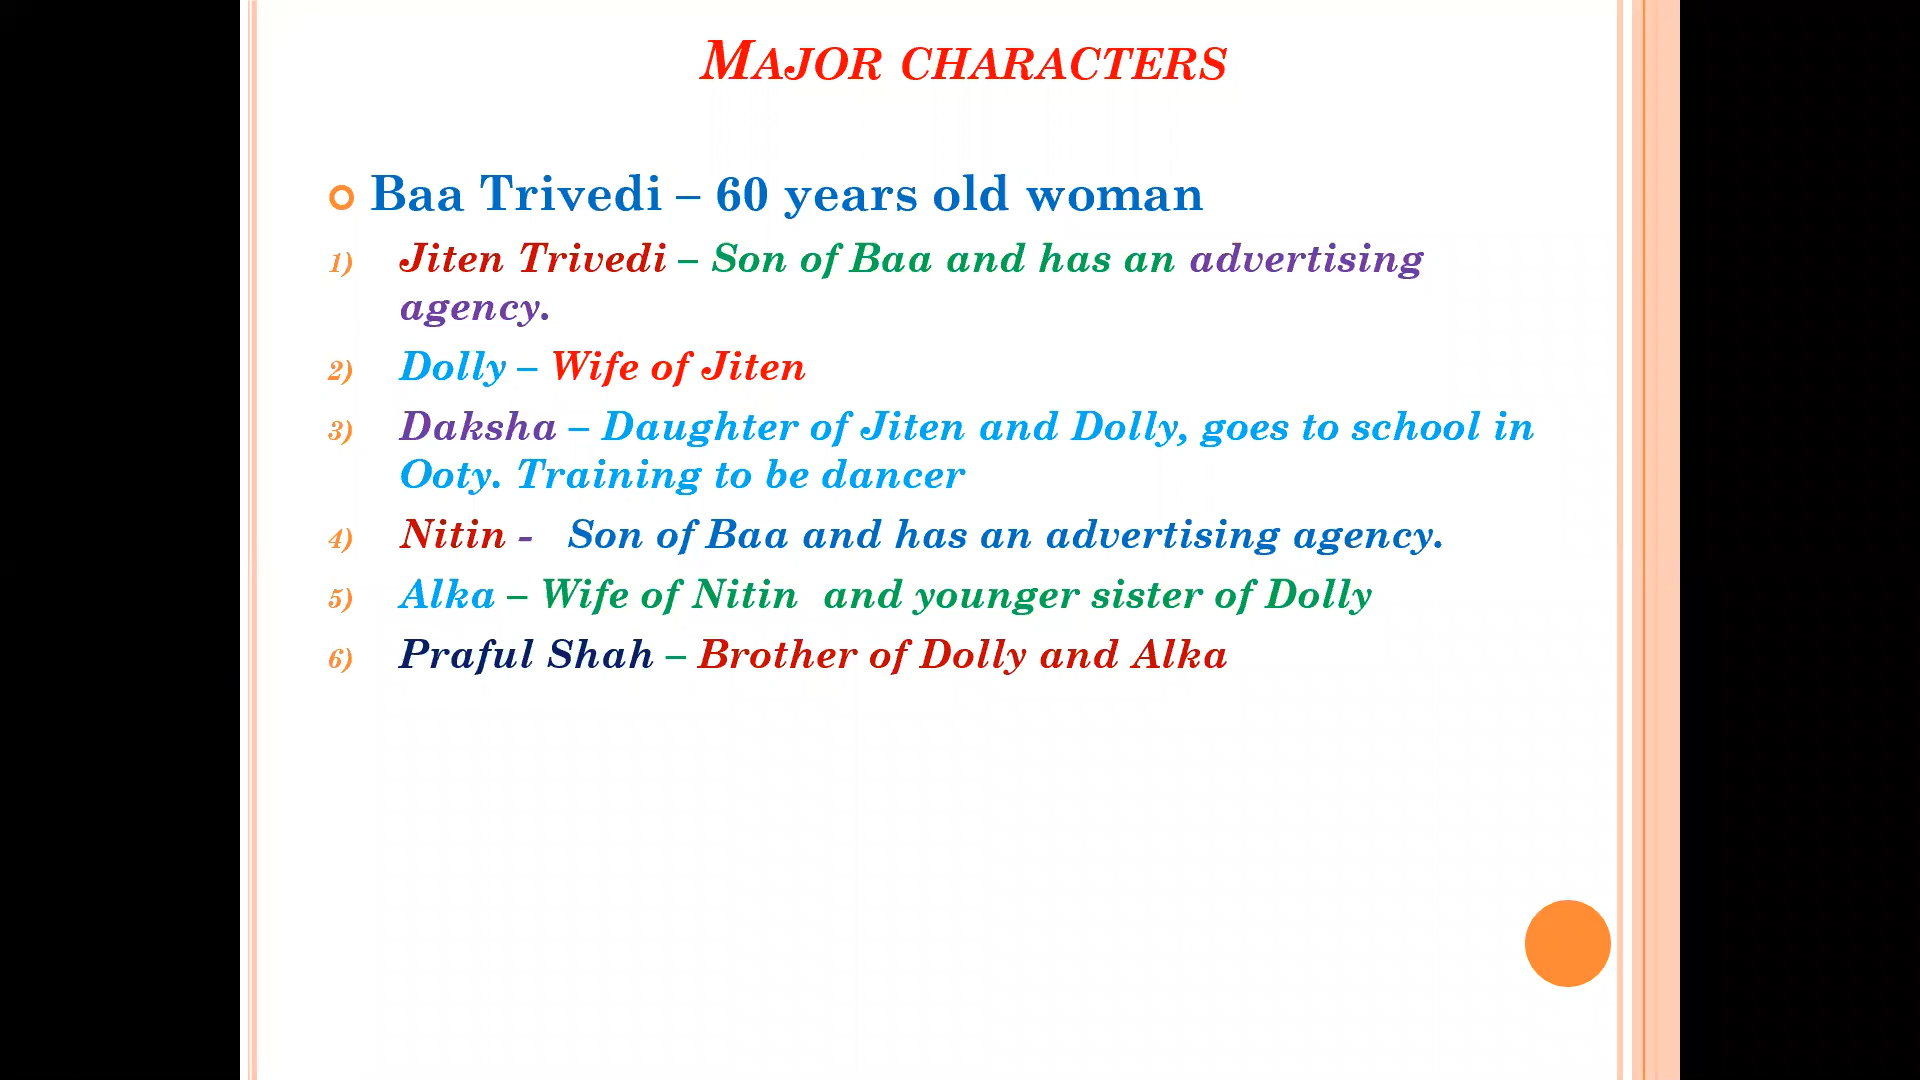 MAJOR CHARACTERS
Baa Trivedi – 60 years old woman
1) Jiten Trivedi – Son of Baa and has an advertising
agency.
2) Dolly – Wife of Jiten
3) Daksha – Daughter of Jiten and Dolly, goes to school in
Ooty. Training to be dancer
4) Nitin - Son of Baa and has an advertising agency.
5) Alka – Wife of Nitin and younger sister of Dolly
6) Praful Shah – Brother of Dolly and Alka